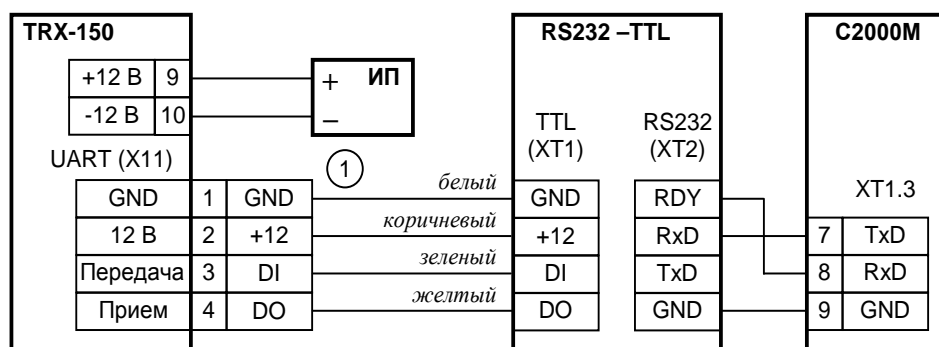 TRX-150
RS232 –TTL
С2000М
+12 В 9
-12 В 10
+ ИП
–
UART (X11)
1
TTL
(XT1)
RS232
(XT2)
XT1.3
GND 1 GND
12 В 2 +12
Передача 3 DI
Прием 4 DO
белый
коричневый
зеленый
желтый
GND
+12
DI
DO
RDY
RxD
TxD
GND
7 TxD
8 RxD
9 GND